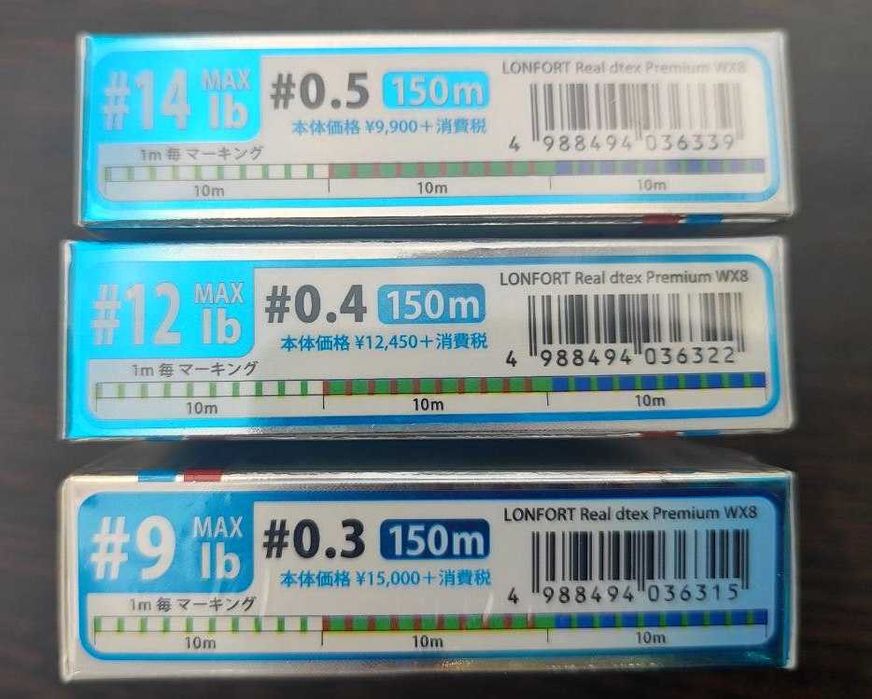 #14 MAX lb #0.5 150m LONFORT Real dtex Premium WX8
本体価格 ¥9,900+消費税
4 988494 036339
1m 毎 マーキング
10m 10m 10m
#12 MAX lb #0.4 150m LONFORT Real dtex Premium WX8
本体価格 ¥12,450+消費税
4 988494 036322
1m 毎 マーキング
10m 10m 10m
#9 MAX lb #0.3 150m LONFORT Real dtex Premium WX8
本体価格 ¥15,000+消費税
4 988494 036315
1m 毎 マーキング
10m 10m 10m